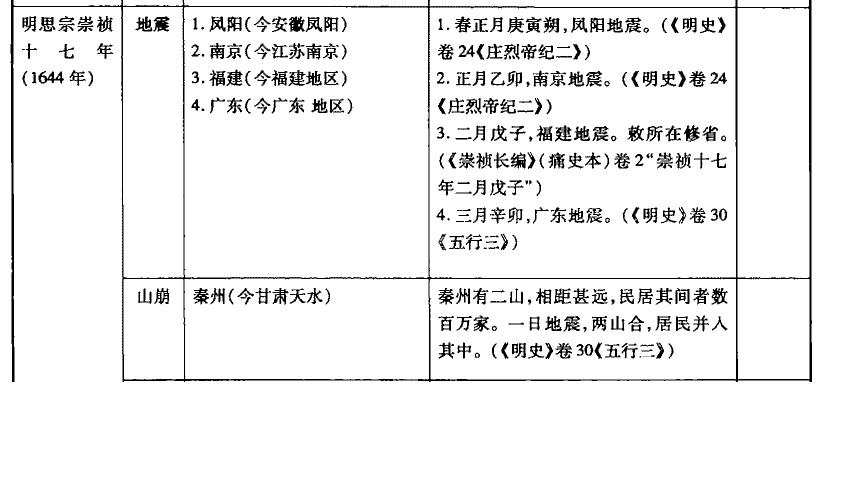 明思宗崇祯
十七年
(1644年)
地震
1.凤阳(今安徽凤阳)
2.南京(今江苏南京)
3.福建(今福建地区)
4.广东(今广东 地区)
1.春正月庚寅朔,凤阳地震。(《明史》
卷24《庄烈帝纪二》)
2.正月乙卯,南京地震。(《明史》卷24
《庄烈帝纪二》)
3.二月戊子,福建地震。敕所在修省。
(《崇祯长编》(痛史本)卷2“崇祯十七
年二月戊子”)
4.三月辛卯,广东地震。(《明史》卷30
《五行三》)
山崩
秦州(今甘肃天水)
秦州有二山,相距甚远,民居其间者数
百万家。一日地震,两山合,居民并入
其中。(《明史》卷30《五行三》)